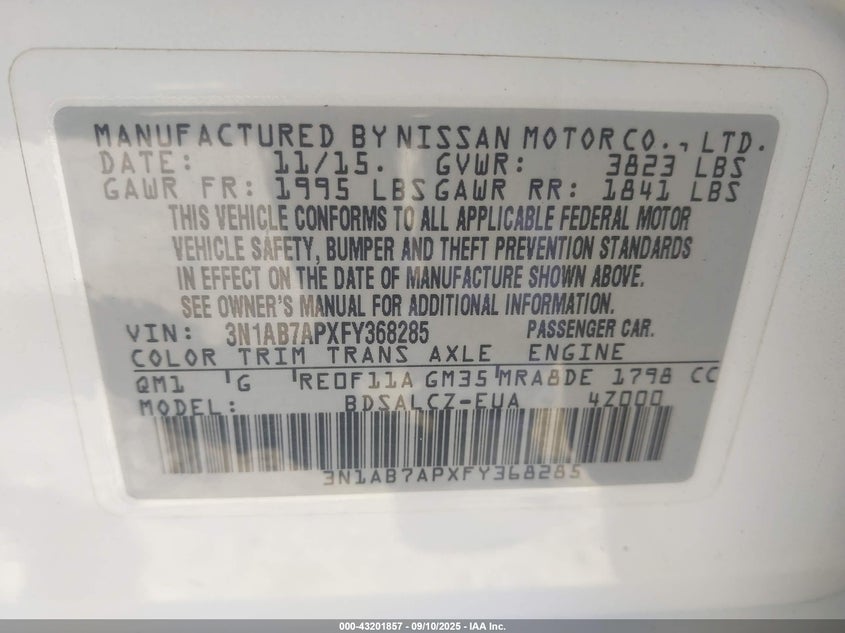 MANUFACTURED BY NISSAN MOTOR CO., LTD.
DATE: 11/15. GVWR: 3823 LBS
GAWR FR: 1995 LBS GAWR RR: 1841 LBS
THIS VEHICLE CONFORMS TO ALL APPLICABLE FEDERAL MOTOR
VEHICLE SAFETY, BUMPER AND THEFT PREVENTION STANDARDS
IN EFFECT ON THE DATE OF MANUFACTURE SHOWN ABOVE.
SEE OWNER'S MANUAL FOR ADDITIONAL INFORMATION.
VIN: 3N1AB7APXFY368285 PASSENGER CAR.
COLOR TRIM TRANS AXLE ENGINE
QM1 G RE0F11A GM35 MRA8DE 1798 CC
MODEL: BDSALCZ-EUA 4Z000
3N1AB7APXFY368285
000-43201857 - 09/10/2025 - IAA Inc.